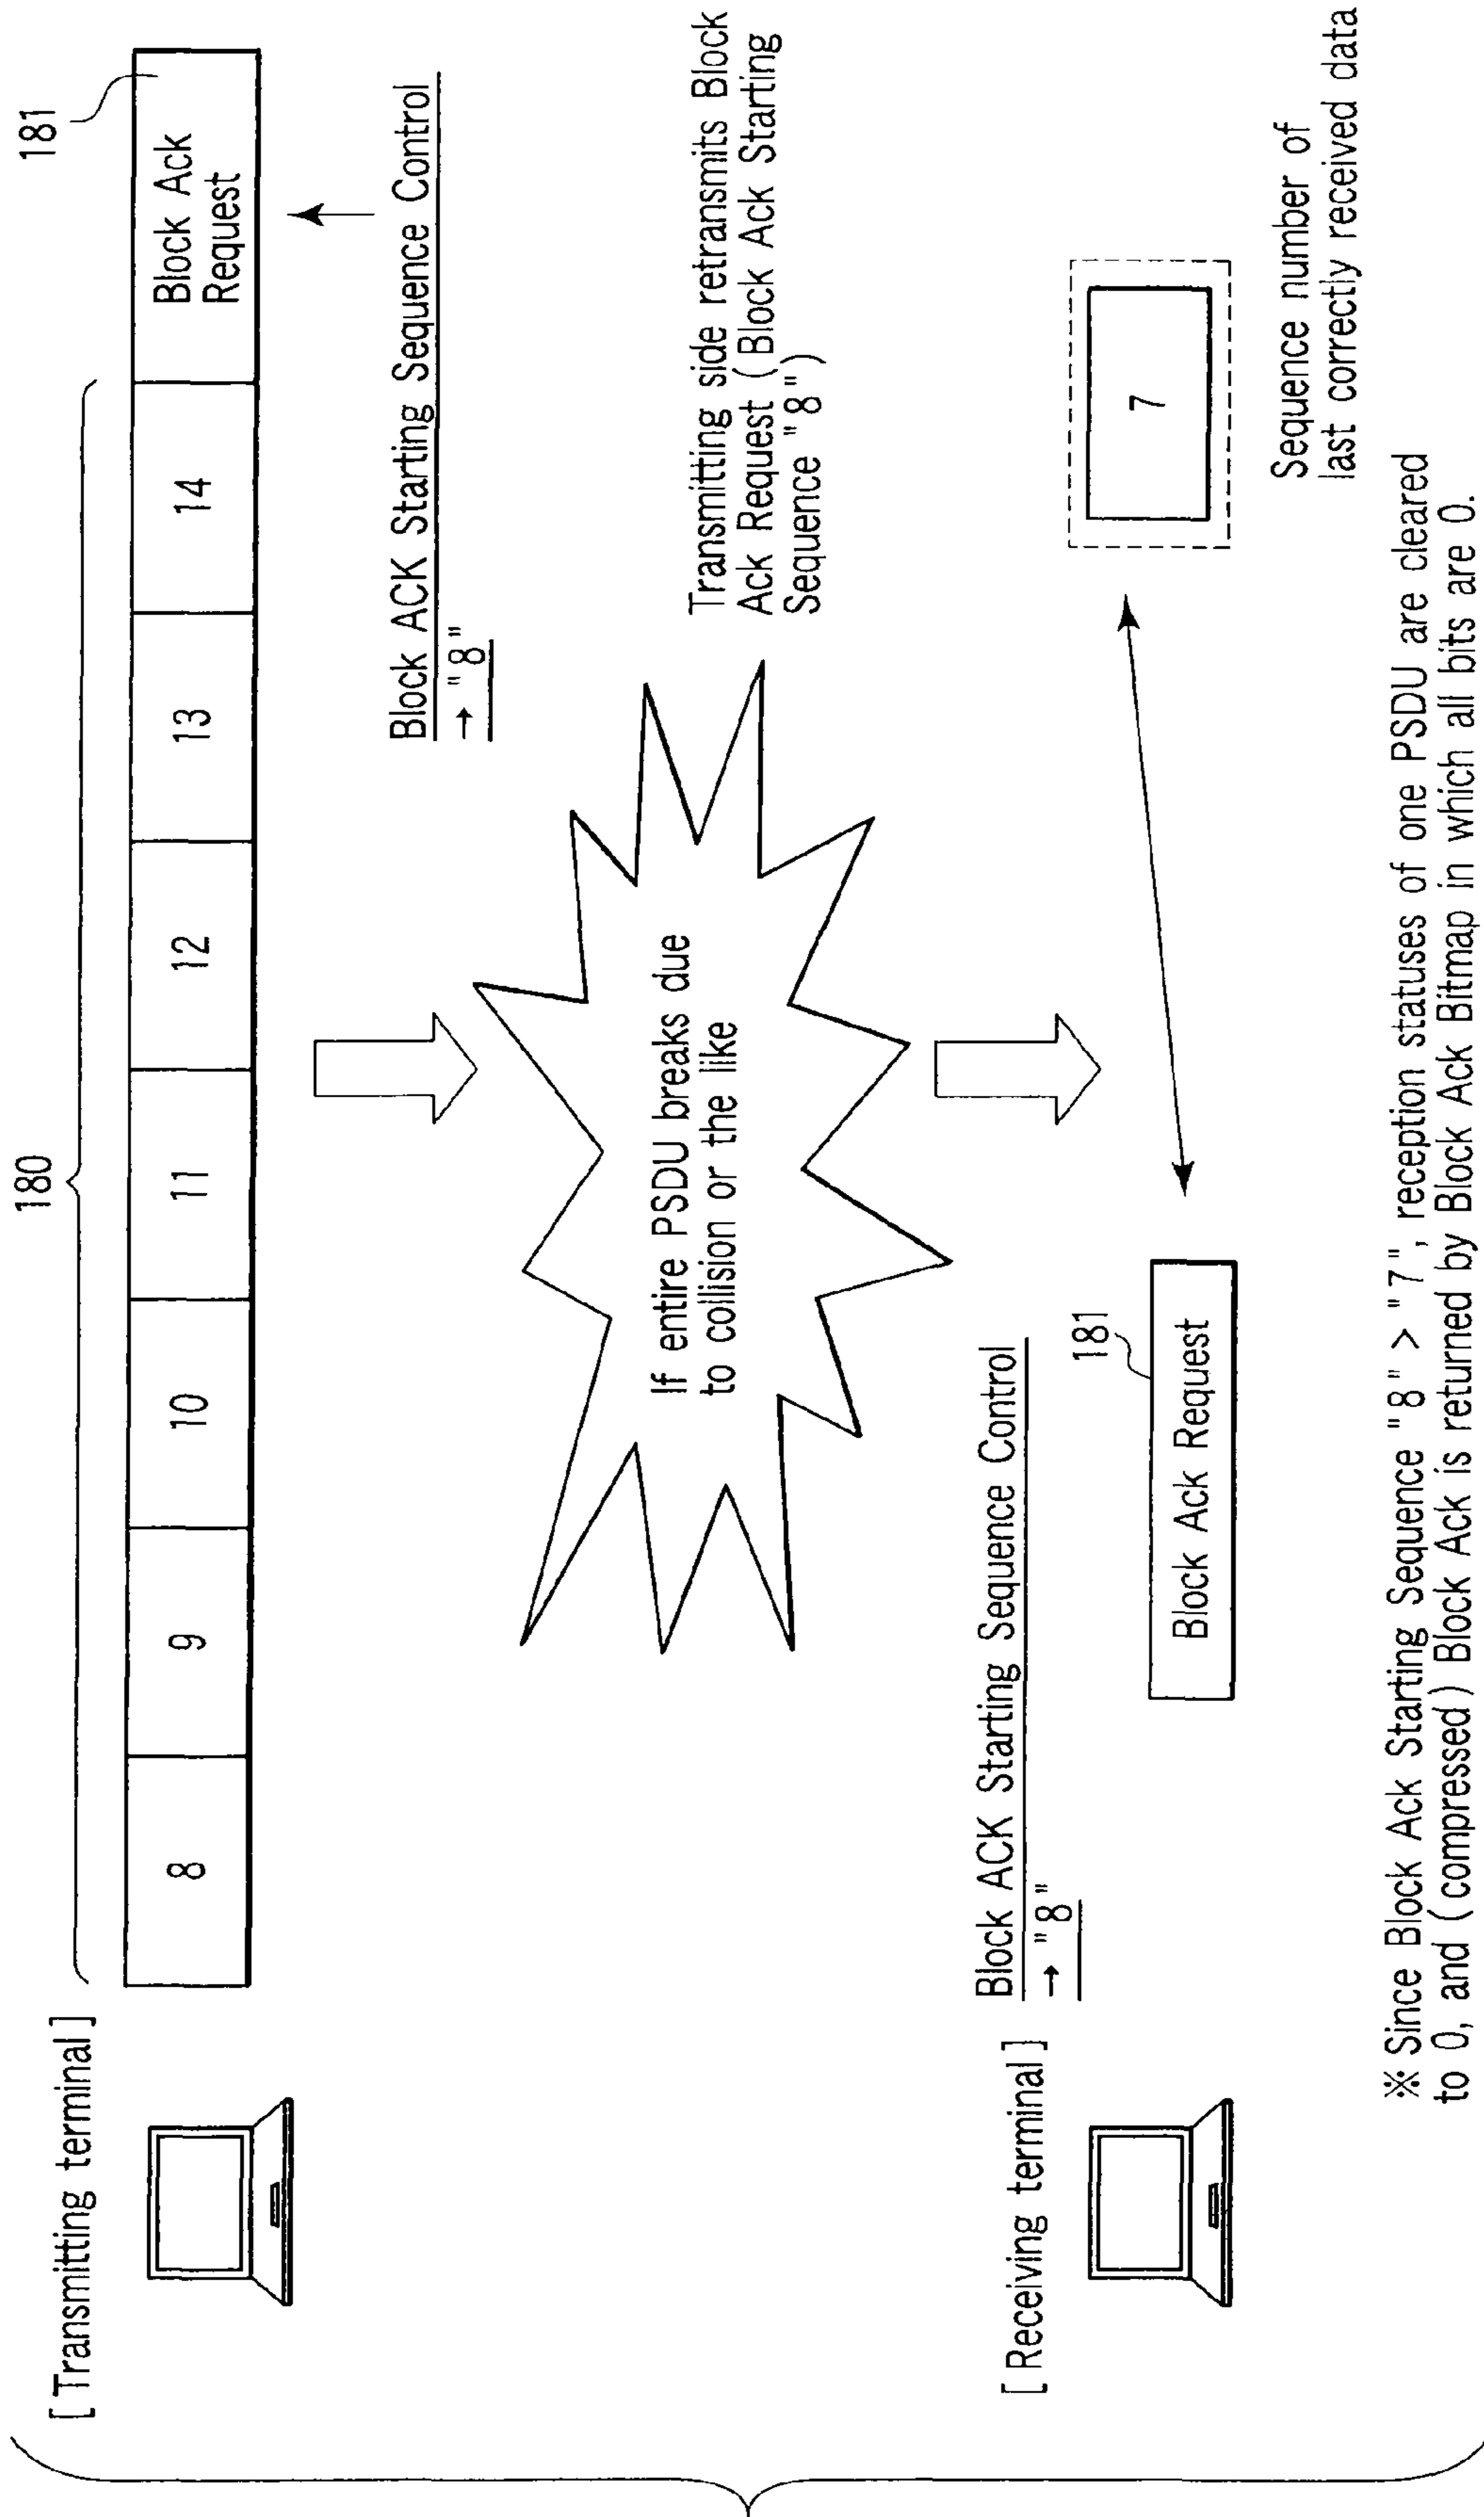 [Transmitting terminal]
180
181
8
9
10
11
12
13
14
Block Ack
Request
Block ACK Starting Sequence Control
→ "8"
If entire PSDU breaks due
to collision or the like
Transmitting side retransmits Block
Ack Request (Block Ack Starting
Sequence "8")
[Receiving terminal]
Block ACK Starting Sequence Control
→ "8"
181
Block Ack Request
7
Sequence number of
last correctly received data
※ Since Block Ack Starting Sequence "8" > "7", reception statuses of one PSDU are cleared
to 0, and (compressed) Block Ack is returned by Block Ack Bitmap in which all bits are 0.